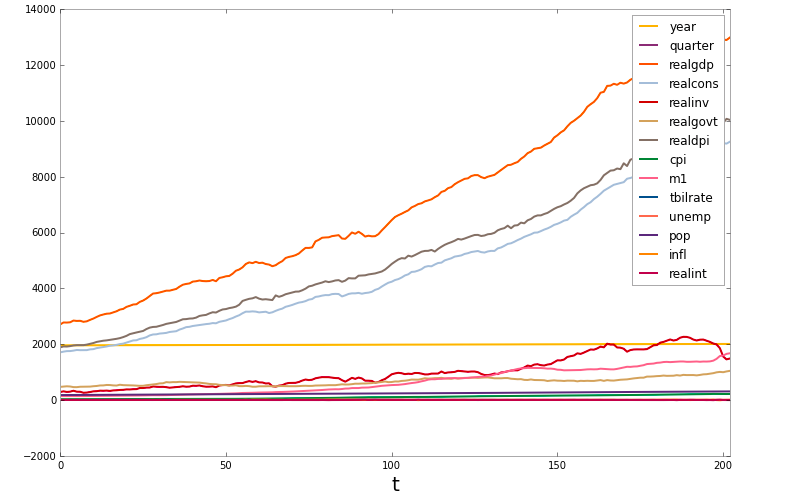 14000
12000
10000
8000
6000
4000
2000
0
−2000
0
50
100
150
200
t
year
quarter
realgdp
realcons
realinv
realgovt
realdpi
cpi
m1
tbilrate
unemp
pop
infl
realint